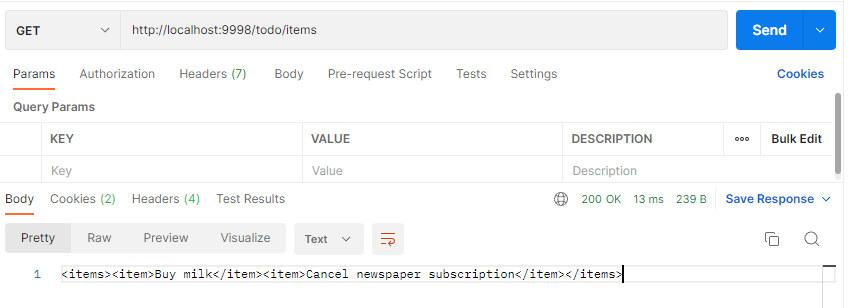 GET http://localhost:9998/todo/items Send
Params Authorization Headers (7) Body Pre-request Script Tests Settings Cookies
Query Params
KEY VALUE DESCRIPTION ooo Bulk Edit
Key Value Description
Body Cookies (2) Headers (4) Test Results 200 OK 13 ms 239 B Save Response
Pretty Raw Preview Visualize Text
1 <items><item>Buy milk</item><item>Cancel newspaper subscription</item></items>